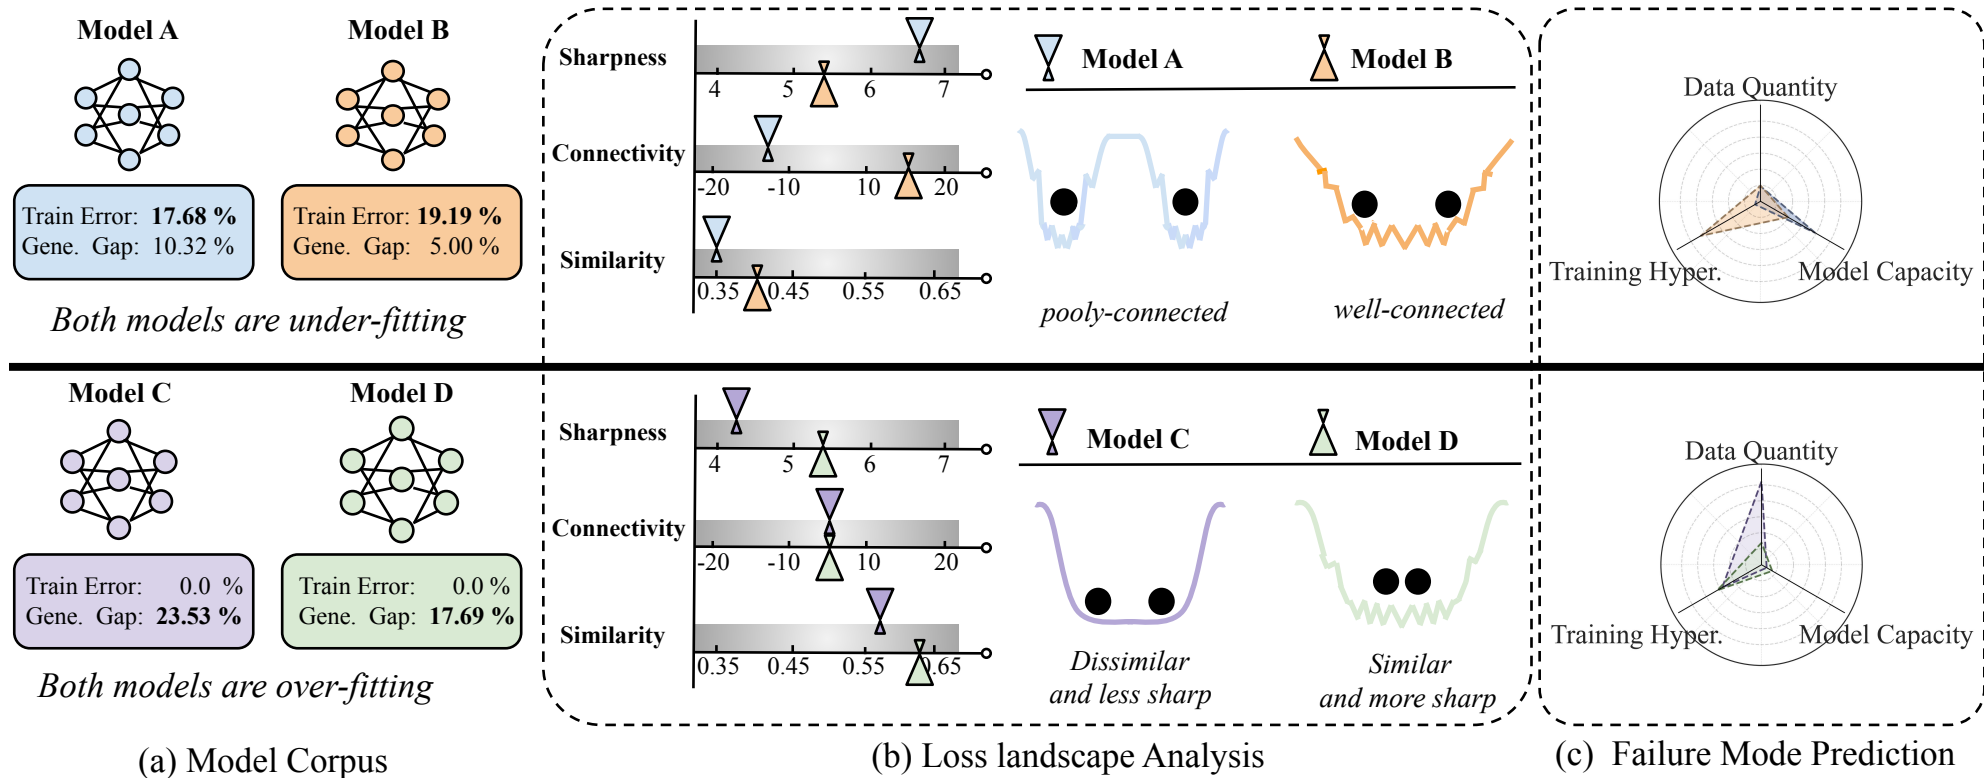 Model A
Model B
Train Error: 17.68 %
Gene. Gap: 10.32 %
Train Error: 19.19 %
Gene. Gap: 5.00 %
Both models are under-fitting
Sharpness
4 5 6 7
Connectivity
-20 -10 10 20
Similarity
0.35 0.45 0.55 0.65
Model A
Model B
pooly-connected
well-connected
Data Quantity
Training Hyper.
Model Capacity
Model C
Model D
Train Error: 0.0 %
Gene. Gap: 23.53 %
Train Error: 0.0 %
Gene. Gap: 17.69 %
Both models are over-fitting
Sharpness
4 5 6 7
Connectivity
-20 -10 10 20
Similarity
0.35 0.45 0.55 0.65
Model C
Model D
Dissimilar
and less sharp
Similar
and more sharp
Data Quantity
Training Hyper.
Model Capacity
(a) Model Corpus
(b) Loss landscape Analysis
(c) Failure Mode Prediction